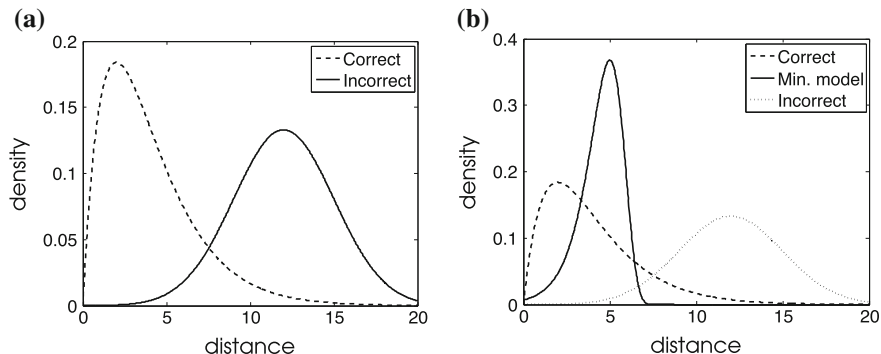 (a)
0.2
0.15
0.1
0.05
0
density
Correct
Incorrect
0 5 10 15 20
distance
(b)
0.4
0.3
0.2
0.1
0
density
Correct
Min. model
Incorrect
0 5 10 15 20
distance